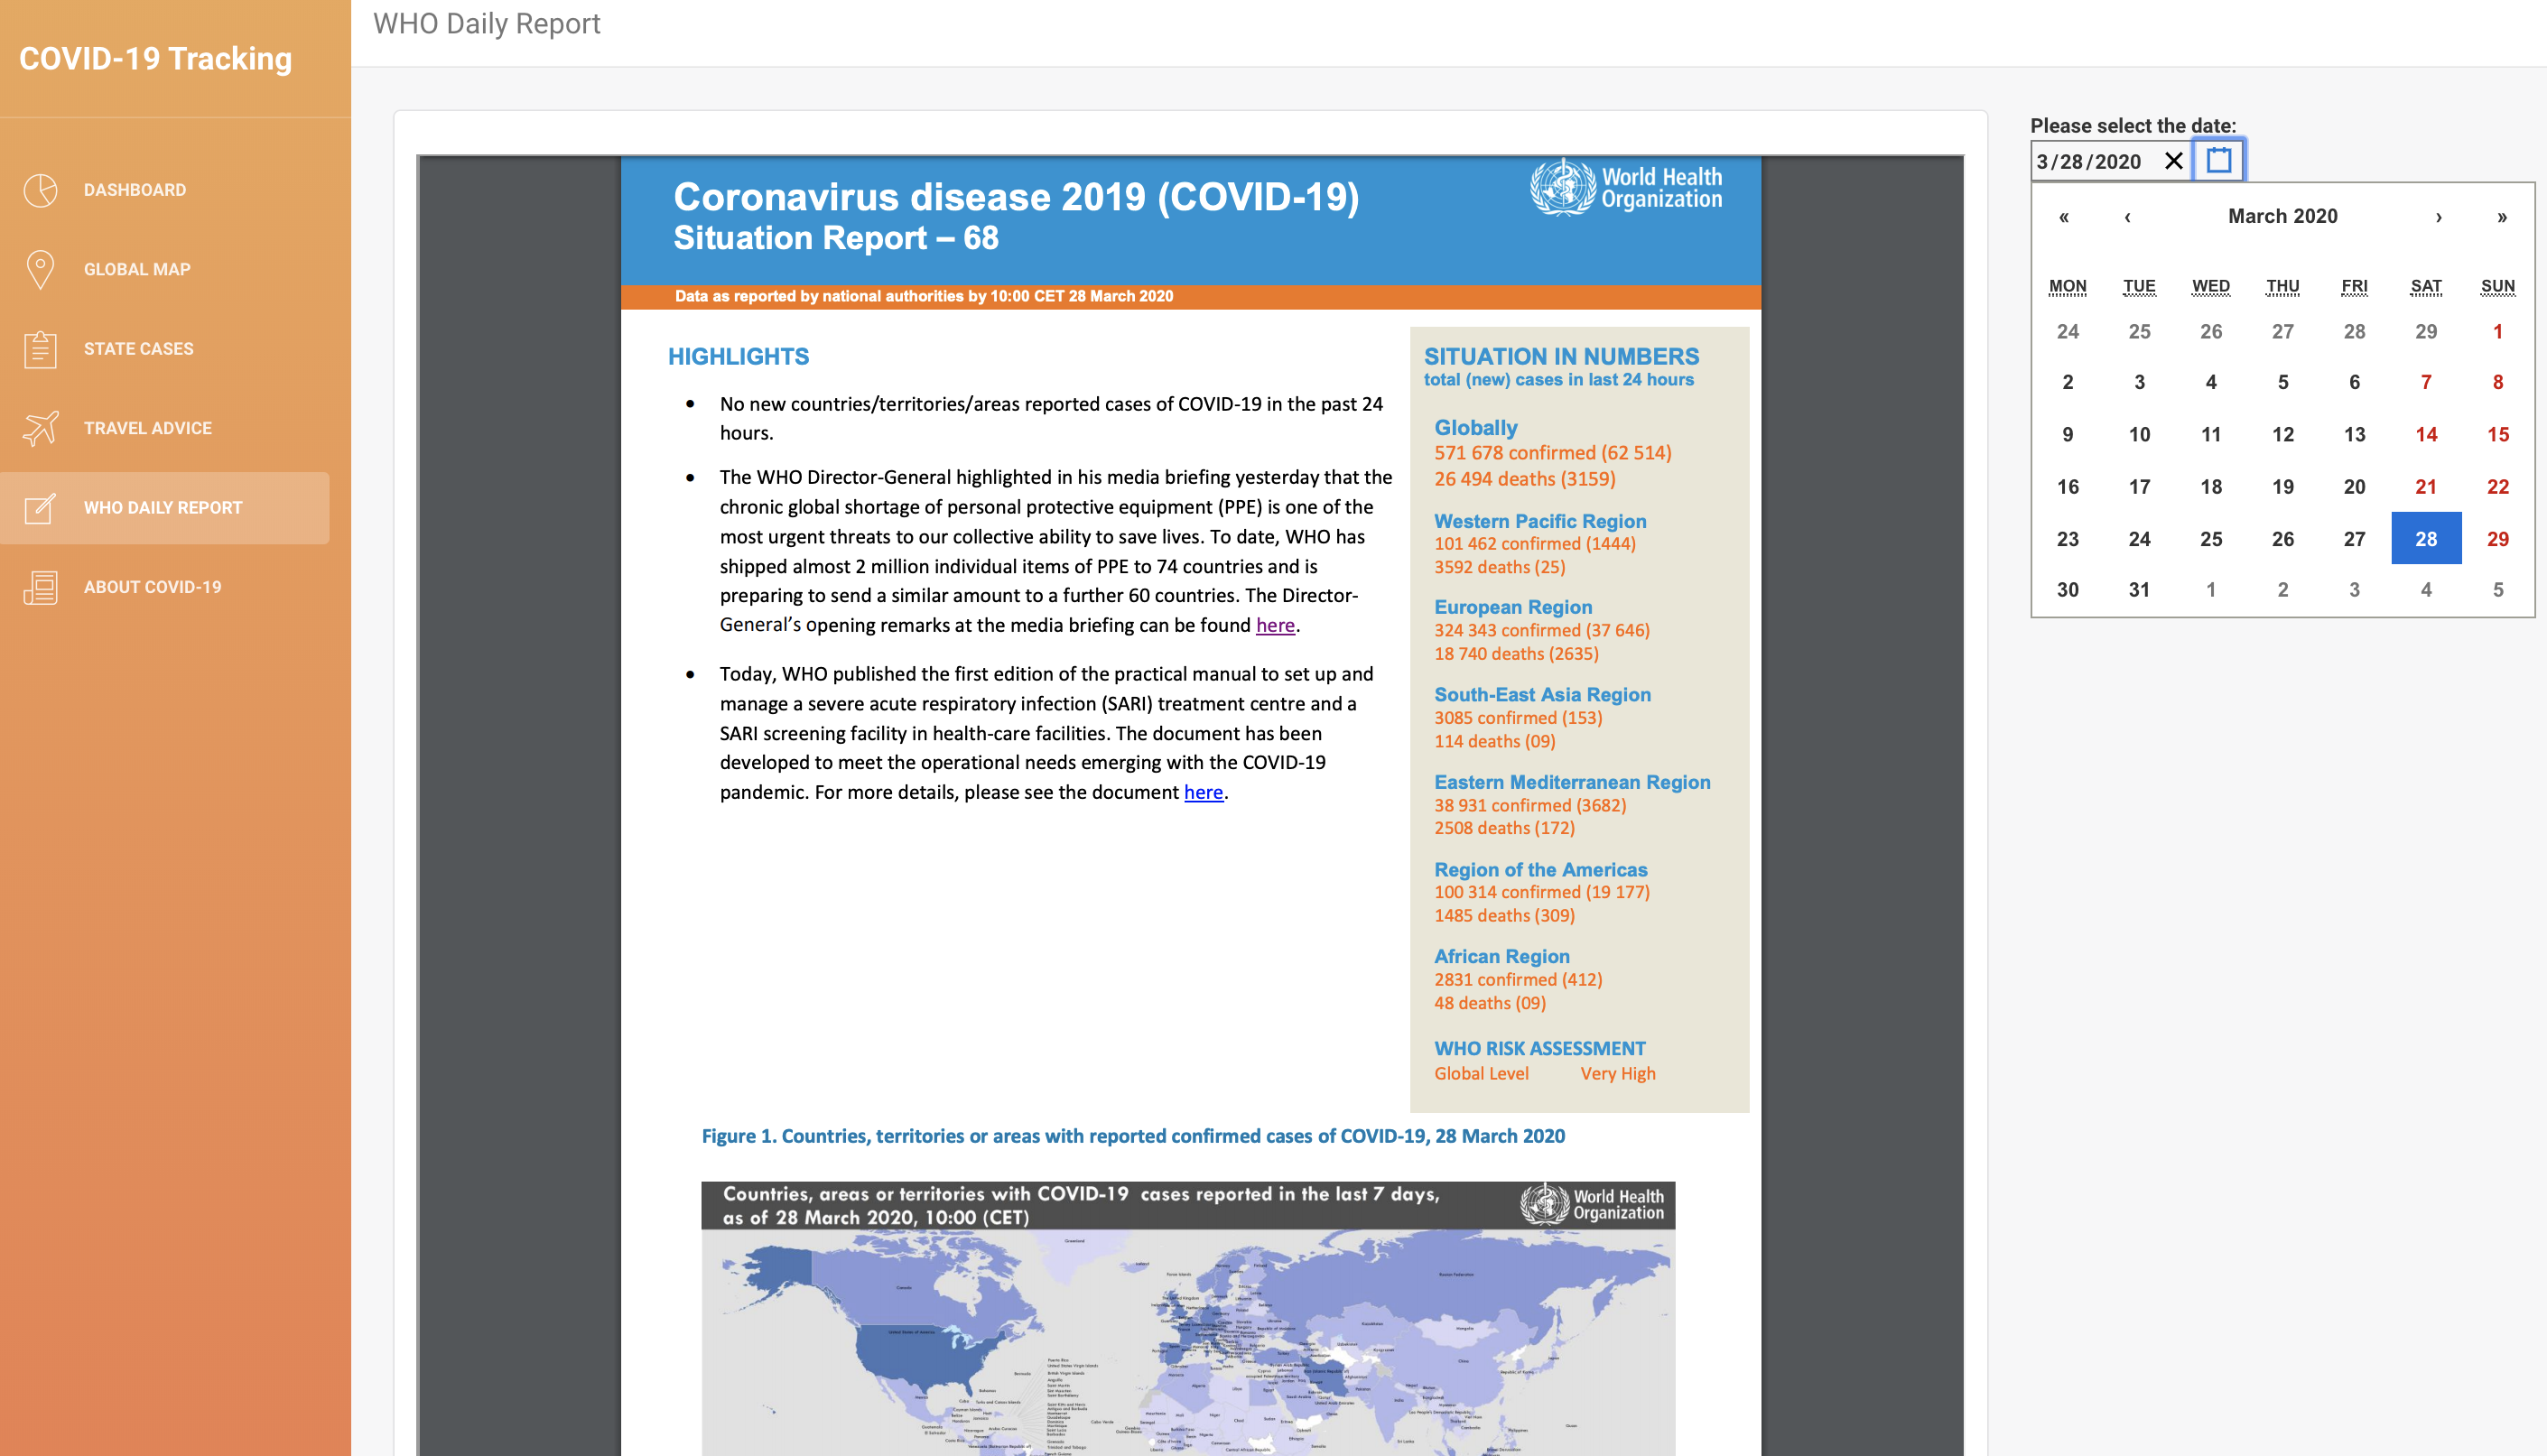 COVID-19 Tracking
DASHBOARD
GLOBAL MAP
STATE CASES
TRAVEL ADVICE
WHO DAILY REPORT
ABOUT COVID-19
WHO Daily Report
Coronavirus disease 2019 (COVID-19)
Situation Report – 68
World Health
Organization
Data as reported by national authorities by 10:00 CET 28 March 2020
HIGHLIGHTS
• No new countries/territories/areas reported cases of COVID-19 in the past 24
hours.
• The WHO Director-General highlighted in his media briefing yesterday that the
chronic global shortage of personal protective equipment (PPE) is one of the
most urgent threats to our collective ability to save lives. To date, WHO has
shipped almost 2 million individual items of PPE to 74 countries and is
preparing to send a similar amount to a further 60 countries. The Director-
General’s opening remarks at the media briefing can be found here.
• Today, WHO published the first edition of the practical manual to set up and
manage a severe acute respiratory infection (SARI) treatment centre and a
SARI screening facility in health-care facilities. The document has been
developed to meet the operational needs emerging with the COVID-19
pandemic. For more details, please see the document here.
SITUATION IN NUMBERS
total (new) cases in last 24 hours
Globally
571 678 confirmed (62 514)
26 494 deaths (3159)
Western Pacific Region
101 462 confirmed (1444)
3592 deaths (25)
European Region
324 343 confirmed (37 646)
18 740 deaths (2635)
South-East Asia Region
3085 confirmed (153)
114 deaths (09)
Eastern Mediterranean Region
38 931 confirmed (3682)
2508 deaths (172)
Region of the Americas
100 314 confirmed (19 177)
1485 deaths (309)
African Region
2831 confirmed (412)
48 deaths (09)
WHO RISK ASSESSMENT
Global Level Very High
Figure 1. Countries, territories or areas with reported confirmed cases of COVID-19, 28 March 2020
Countries, areas or territories with COVID-19 cases reported in the last 7 days,
as of 28 March 2020, 10:00 (CET)
World Health
Organization
Greenland
Canada
Russian Federation
United States of America
Kazakhstan
Mongolia
China
Please select the date:
3/28/2020
« ‹ March 2020 › »
MON TUE WED THU FRI SAT SUN
24 25 26 27 28 29 1
2 3 4 5 6 7 8
9 10 11 12 13 14 15
16 17 18 19 20 21 22
23 24 25 26 27 28 29
30 31 1 2 3 4 5